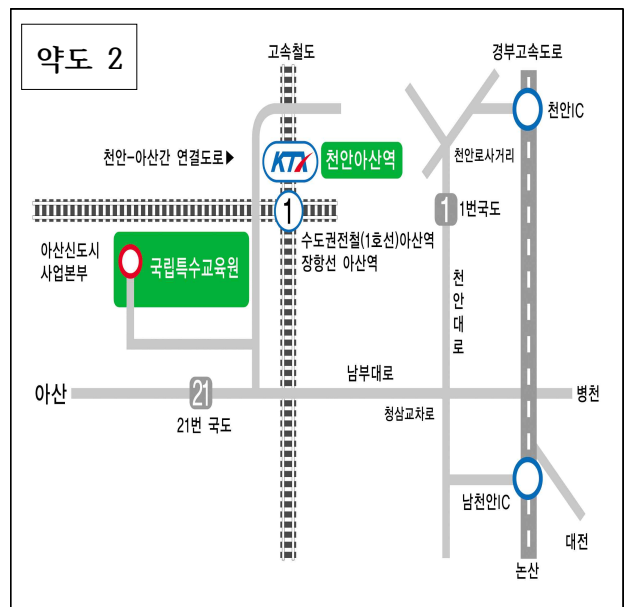 약도 2
고속철도
경부고속도로
천안IC
천안-아산간 연결도로▶
KTX
천안아산역
천안로사거리
1
1
1번국도
수도권전철(1호선)아산역
장항선 아산역
아산신도시
사업본부
국립특수교육원
천안대로
남부대로
아산
21
21번 국도
청삼교차로
병천
남천안IC
대전
논산